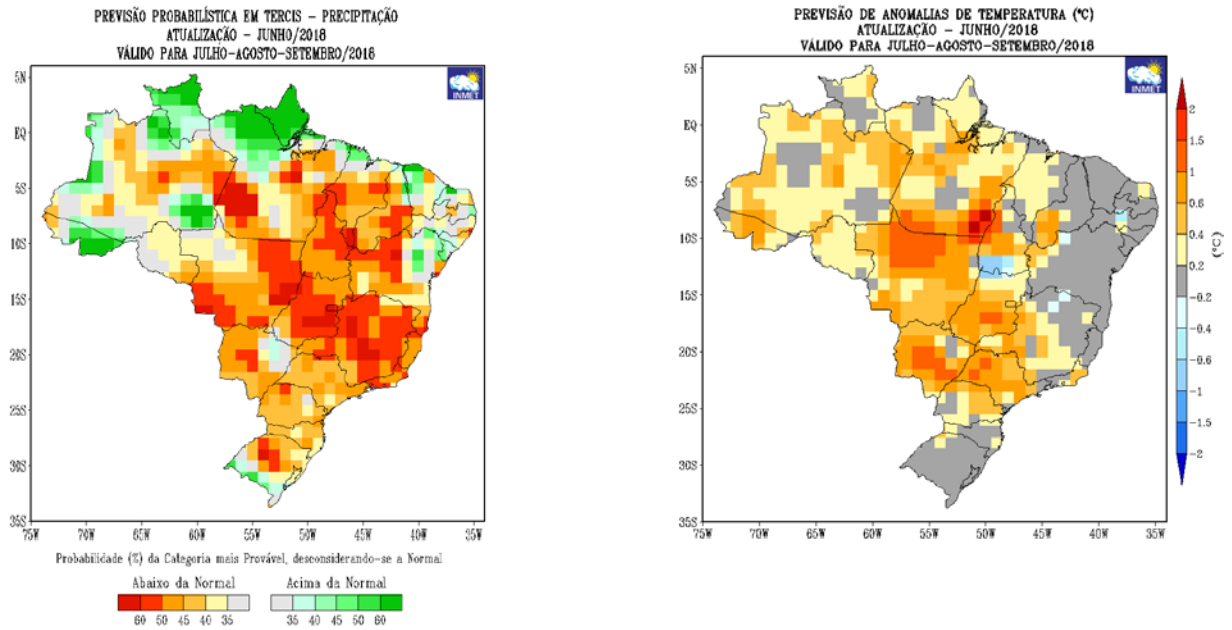 PREVISÃO PROBABILÍSTICA EM TERCIS – PRECIPITAÇÃO
ATUALIZAÇÃO – JUNHO/2018
VÁLIDO PARA JULHO–AGOSTO–SETEMBRO/2018
INMET
5N
EQ
5S
10S
15S
20S
25S
30S
35S
75W 70W 65W 60W 55W 50W 45W 40W 35W
Probabilidade (%) da Categoria mais Provável, desconsiderando–se a Normal
Abaixo da Normal Acima da Normal
60 50 45 40 35 35 40 45 50 60
PREVISÃO DE ANOMALIAS DE TEMPERATURA (°C)
ATUALIZAÇÃO – JUNHO/2018
VÁLIDO PARA JULHO–AGOSTO–SETEMBRO/2018
INMET
5N
EQ
5S
10S
15S
20S
25S
30S
35S
75W 70W 65W 60W 55W 50W 45W 40W 35W
2
1.5
1
0.8
0.4
0.2
-0.2
-0.4
-0.6
-1
-1.5
-2
(°C)